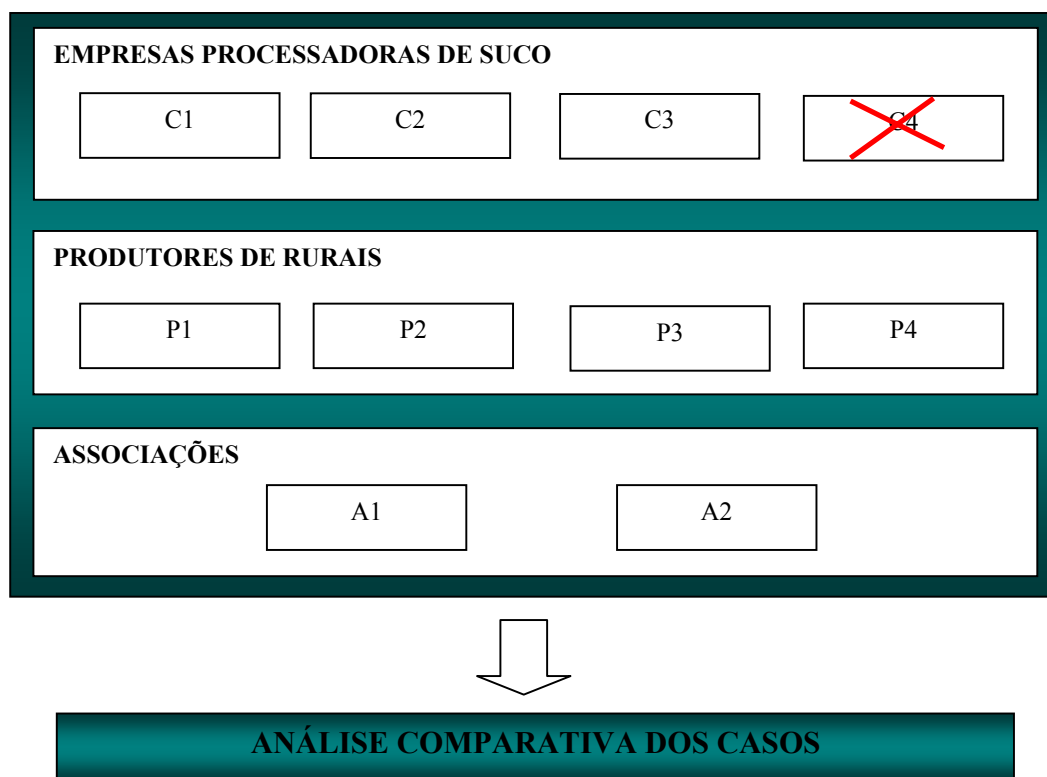 EMPRESAS PROCESSADORAS DE SUCO
C1 C2 C3 C4
PRODUTORES DE RURAIS
P1 P2 P3 P4
ASSOCIAÇÕES
A1 A2
ANÁLISE COMPARATIVA DOS CASOS